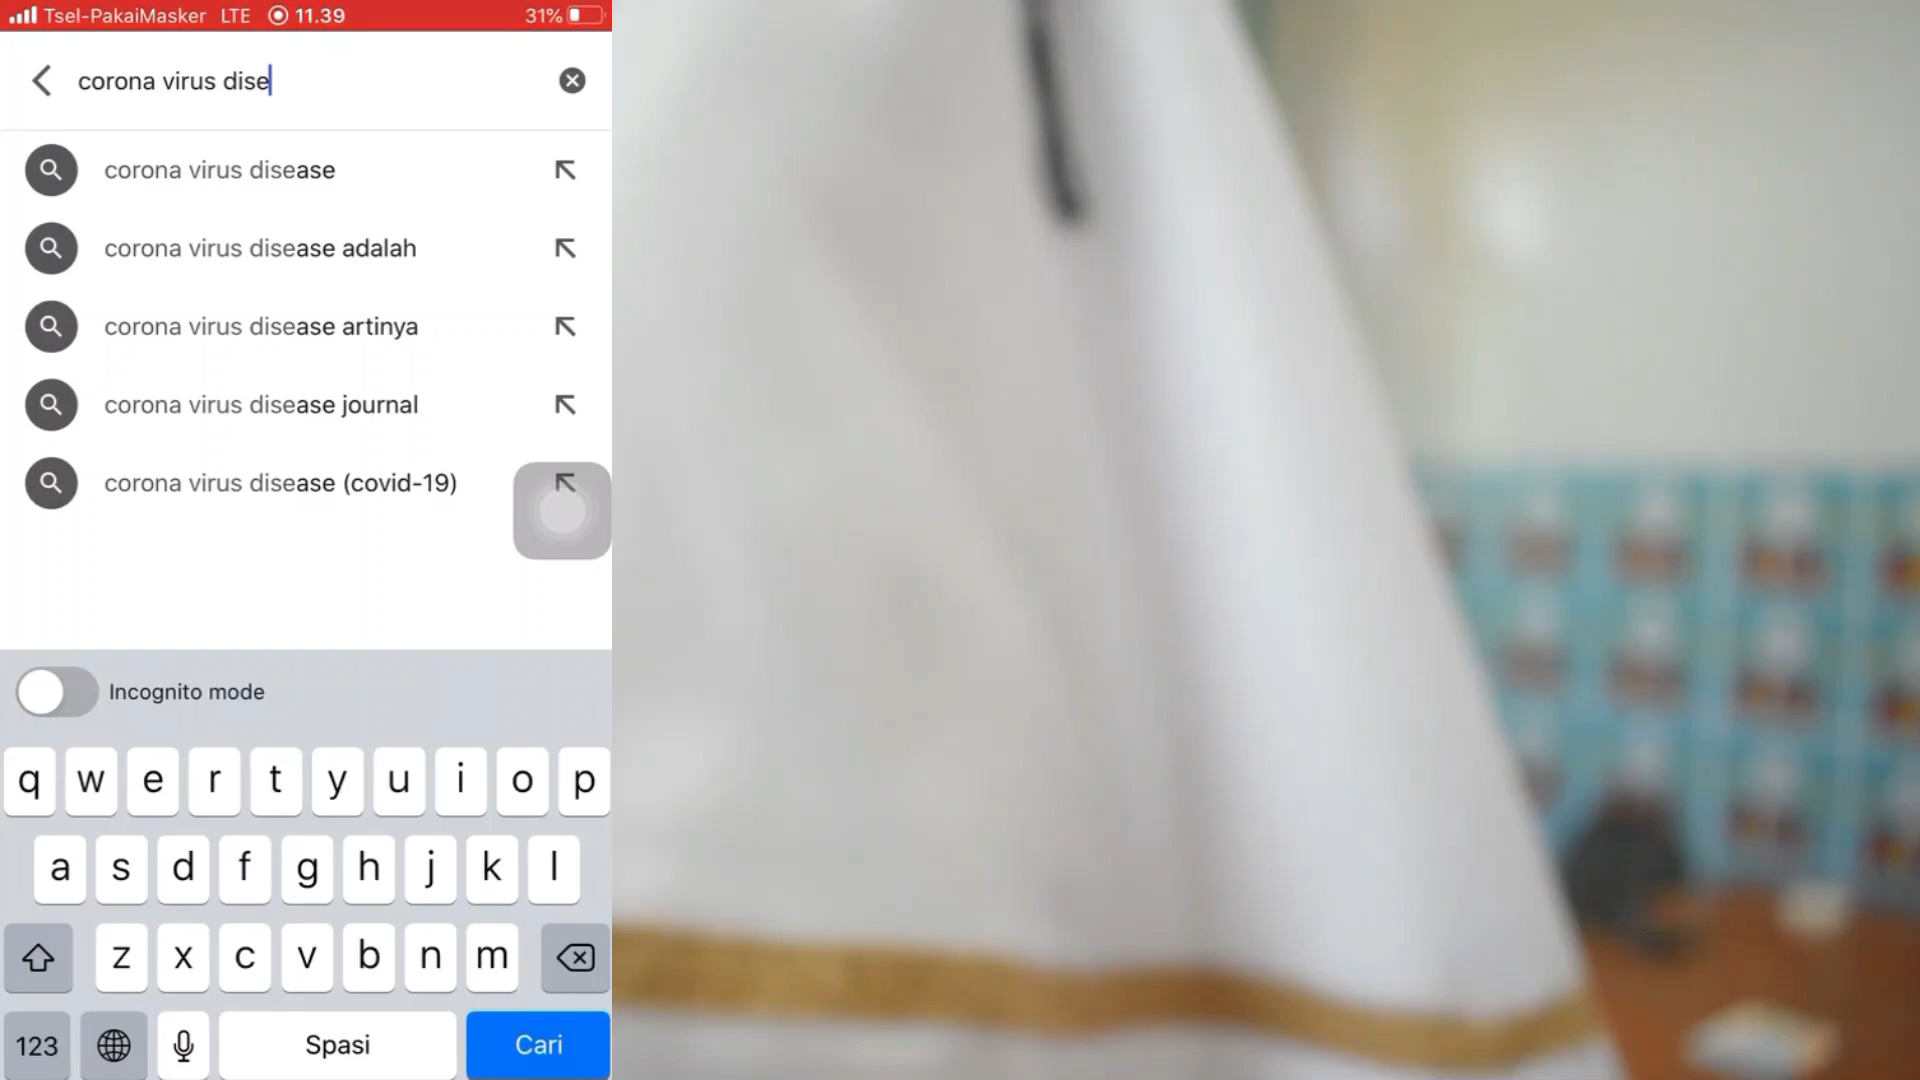 Tsel-PakaiMasker LTE 11.39 31%
corona virus dise
corona virus disease
corona virus disease adalah
corona virus disease artinya
corona virus disease journal
corona virus disease (covid-19)
Incognito mode
q w e r t y u i o p
a s d f g h j k l
z x c v b n m
123 Spasi Cari